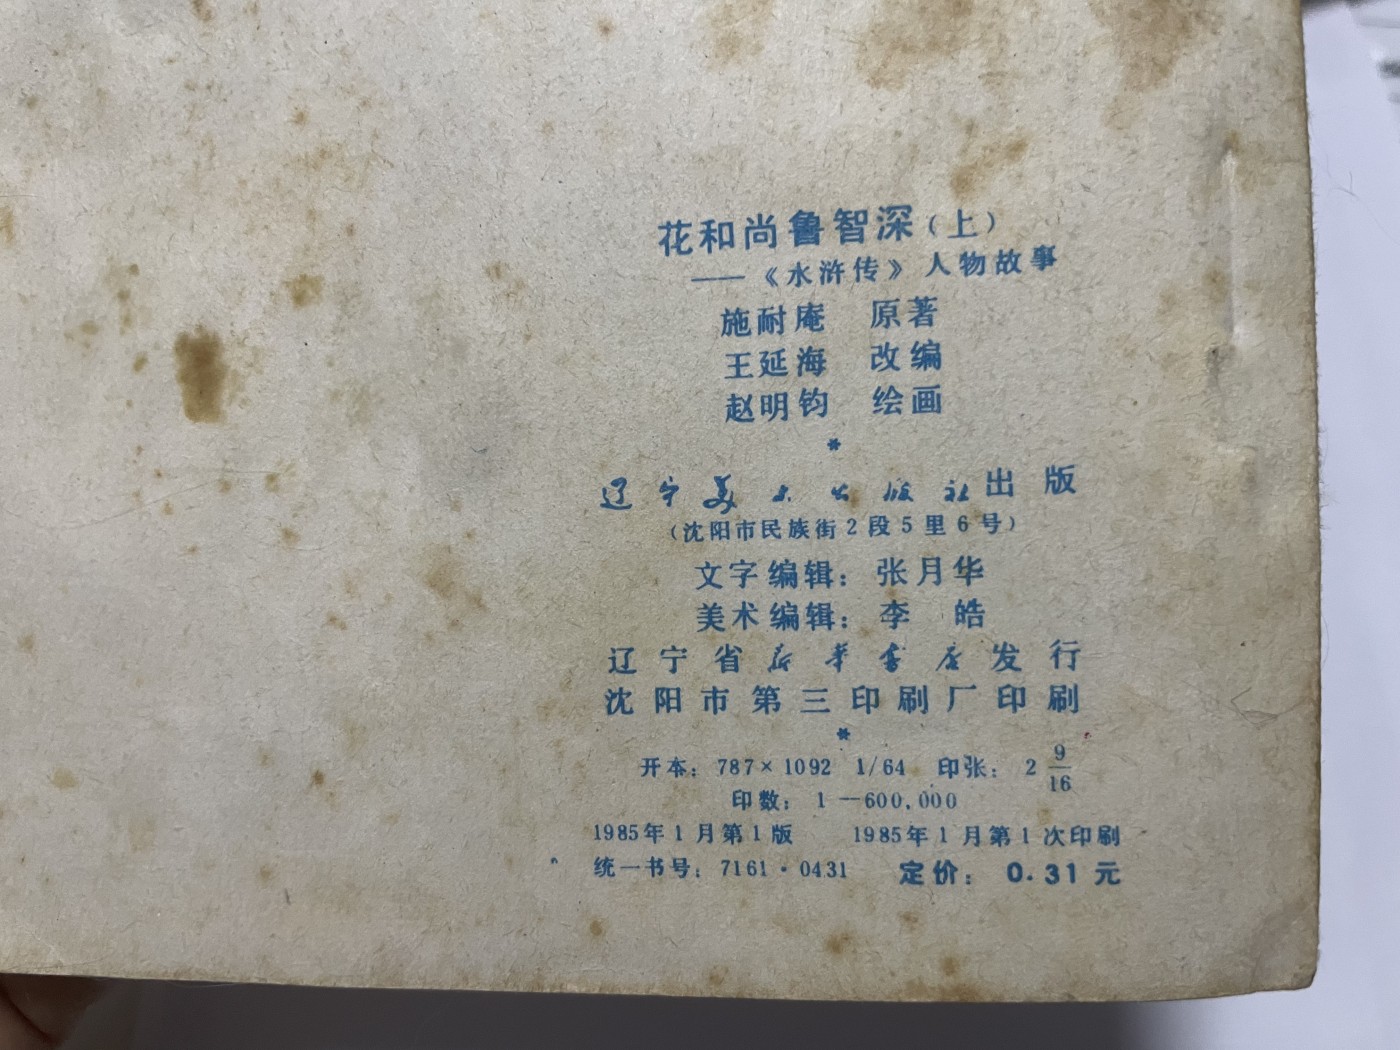 花和尚鲁智深（上）
——《水浒传》人物故事
施耐庵 原著
王延海 改编
赵明钧 绘画
*
辽宁美术出版社出版
（沈阳市民族街2段5里6号）
文字编辑：张月华
美术编辑：李 皓
辽宁省新华书店发行
沈阳市第三印刷厂印刷
*
开本：787×1092 1/64 印张：2 9/16
印数：1—600,000
1985年1月第1版 1985年1月第1次印刷
统一书号：7161·0431 定价：0.31元